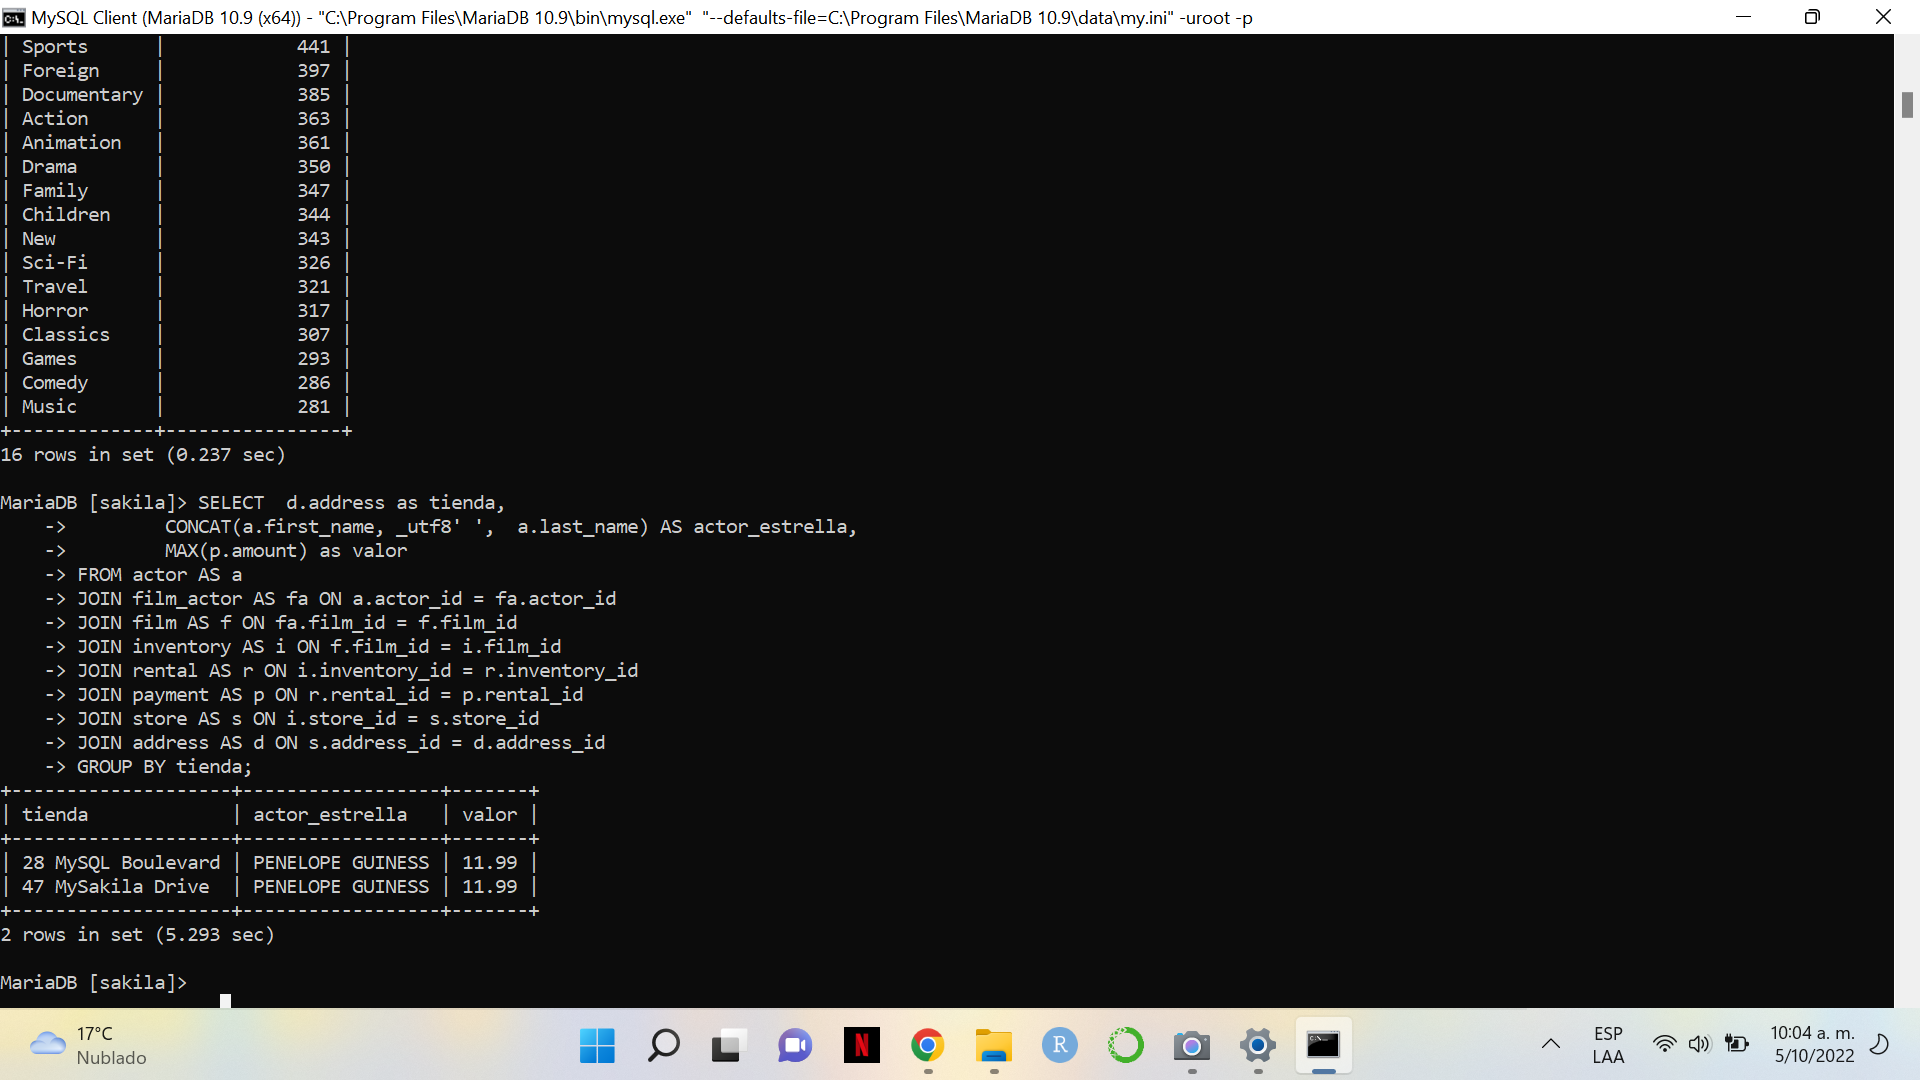 MySQL Client (MariaDB 10.9 (x64)) - "C:\Program Files\MariaDB 10.9\bin\mysql.exe"  "--defaults-file=C:\Program Files\MariaDB 10.9\data\my.ini" -uroot -p
| Sports      |            441 |
| Foreign     |            397 |
| Documentary |            385 |
| Action      |            363 |
| Animation   |            361 |
| Drama       |            350 |
| Family      |            347 |
| Children    |            344 |
| New         |            343 |
| Sci-Fi      |            326 |
| Travel      |            321 |
| Horror      |            317 |
| Classics    |            307 |
| Games       |            293 |
| Comedy      |            286 |
| Music       |            281 |
+-------------+----------------+
16 rows in set (0.237 sec)
MariaDB [sakila]> SELECT  d.address as tienda,
    ->         CONCAT(a.first_name, _utf8' ',  a.last_name) AS actor_estrella,
    ->         MAX(p.amount) as valor
    -> FROM actor AS a
    -> JOIN film_actor AS fa ON a.actor_id = fa.actor_id
    -> JOIN film AS f ON fa.film_id = f.film_id
    -> JOIN inventory AS i ON f.film_id = i.film_id
    -> JOIN rental AS r ON i.inventory_id = r.inventory_id
    -> JOIN payment AS p ON r.rental_id = p.rental_id
    -> JOIN store AS s ON i.store_id = s.store_id
    -> JOIN address AS d ON s.address_id = d.address_id
    -> GROUP BY tienda;
+--------------------+------------------+-------+
| tienda             | actor_estrella   | valor |
+--------------------+------------------+-------+
| 28 MySQL Boulevard | PENELOPE GUINESS | 11.99 |
| 47 MySakila Drive  | PENELOPE GUINESS | 11.99 |
+--------------------+------------------+-------+
2 rows in set (5.293 sec)
MariaDB [sakila]>
17°C
Nublado
N
R
ESP
LAA
10:04 a. m.
5/10/2022